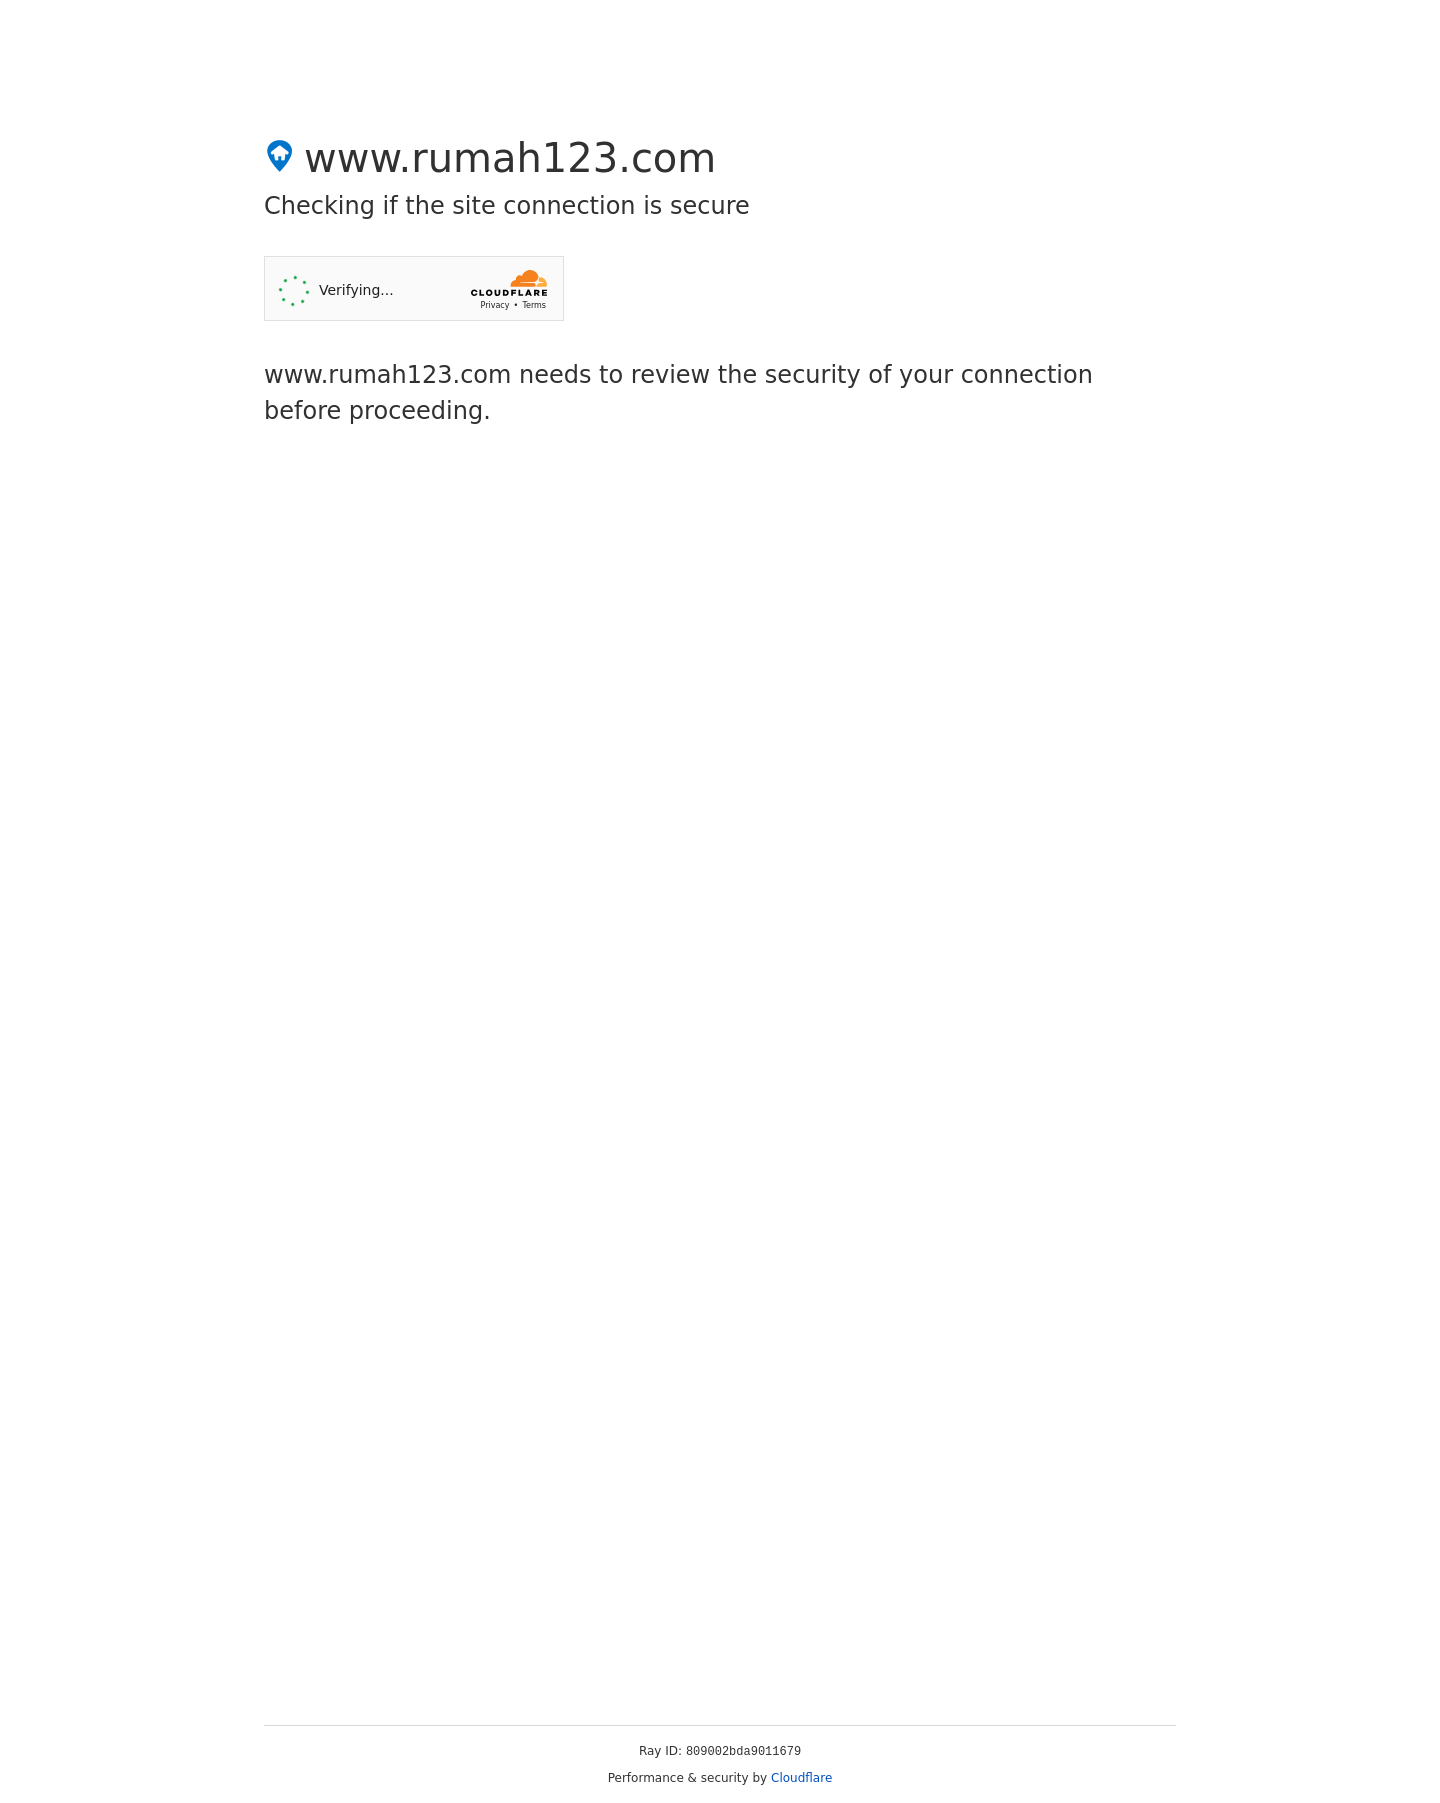 www.rumah123.com
Checking if the site connection is secure
Verifying...
CLOUDFLARE
Privacy • Terms
www.rumah123.com needs to review the security of your connection
before proceeding.
Ray ID: 809002bda9011679
Performance & security by Cloudflare